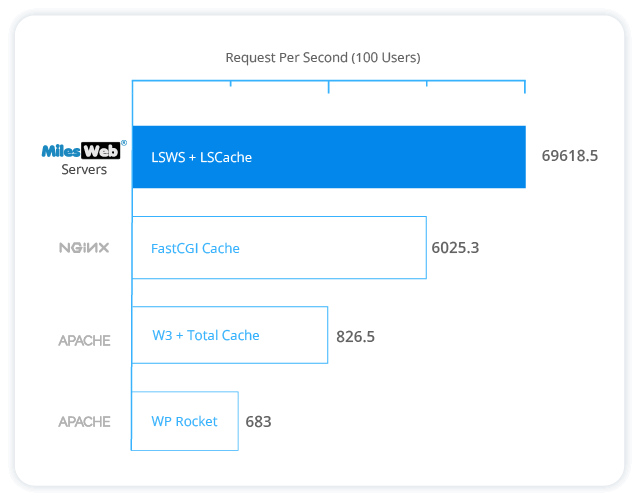 Request Per Second (100 Users)
MilesWeb®
Servers
LSWS + LSCache
69618.5
NGiNX
FastCGI Cache
6025.3
APACHE
W3 + Total Cache
826.5
APACHE
WP Rocket
683